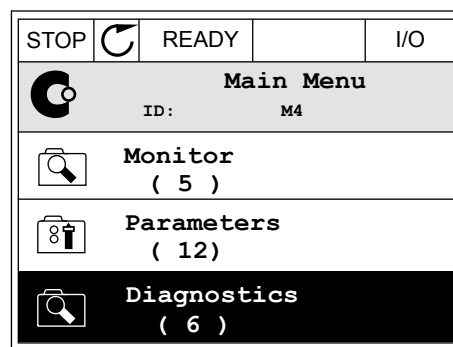 STOP READY I/O
Main Menu
ID: M4
Monitor
( 5 )
Parameters
( 12)
Diagnostics
( 6 )